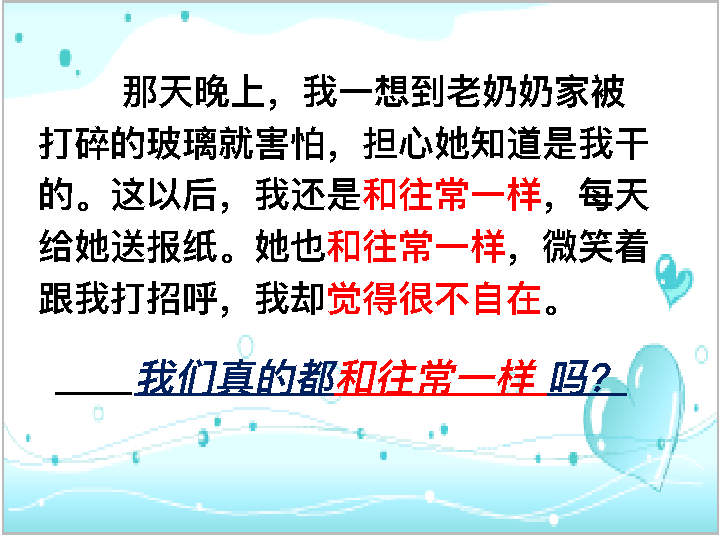 那天晚上，我一想到老奶奶家被
打碎的玻璃就害怕，担心她知道是我干
的。这以后，我还是和往常一样，每天
给她送报纸。她也和往常一样，微笑着
跟我打招呼，我却觉得很不自在。
____我们真的都和往常一样 吗?